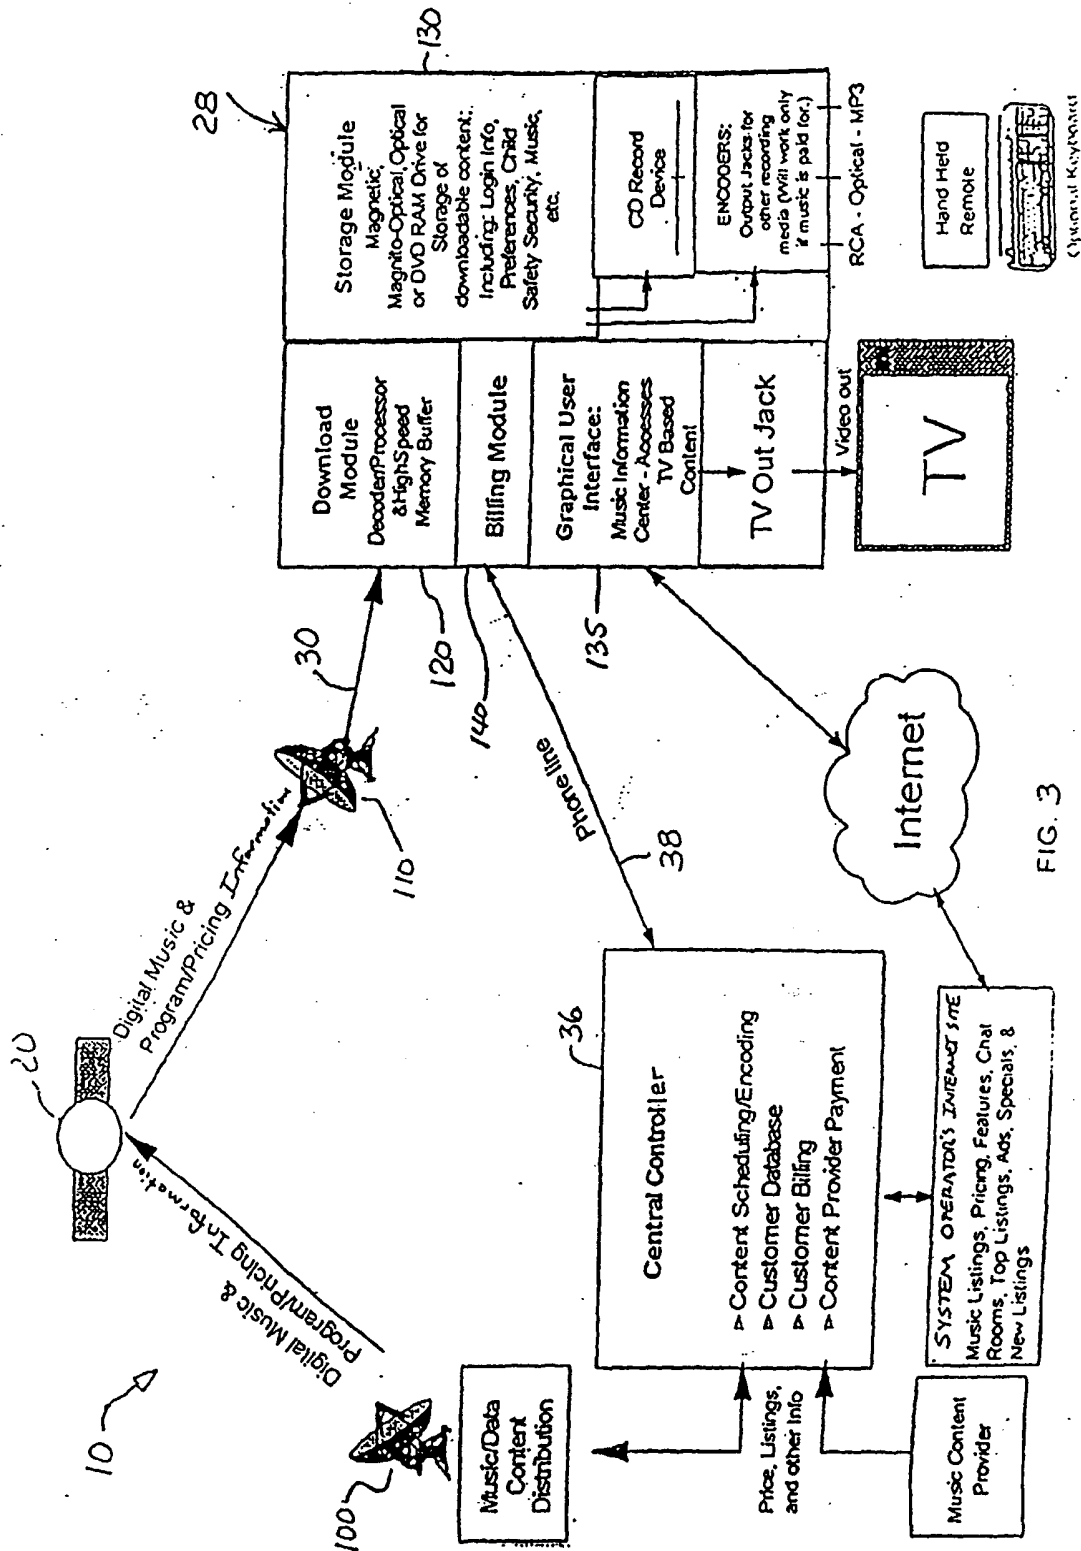 10
20
Digital Music &
Program/Pricing Information
Digital Music &
Program/Pricing Information
100
Music/Data
Content
Distribution
110
30
28
130
Download
Module
Decoder/Processor
& High Speed
Memory Buffer
120
Billing Module
140
Graphical User
Interface:
Music Information
Center - Accesses
TV Based
Content
135
TV Out Jack
Video out
TV
Storage Module
Magnetic,
Magnito-Optical, Optical
or DVD RAM Drive for
Storage of
downloadable content:
Including: Login Info,
Preferences, Child
Safety Security, Music,
etc.
CD Record
Device
ENCODERS:
Output Jacks for
other recording
media (Will work only
if music is paid for.)
RCA - Optical - MP3
Hand Held
Remote
Optional Keyboard
Phone line
38
36
Central Controller
⊳ Content Scheduling/Encoding
⊳ Customer Database
⊳ Customer Billing
⊳ Content Provider Payment
Price, Listings,
and other Info
Music Content
Provider
SYSTEM OPERATOR'S INTERNET SITE
Music Listings, Pricing, Features, Chat
Rooms, Top Listings, Ads, Specials, &
New Listings
Internet
FIG. 3